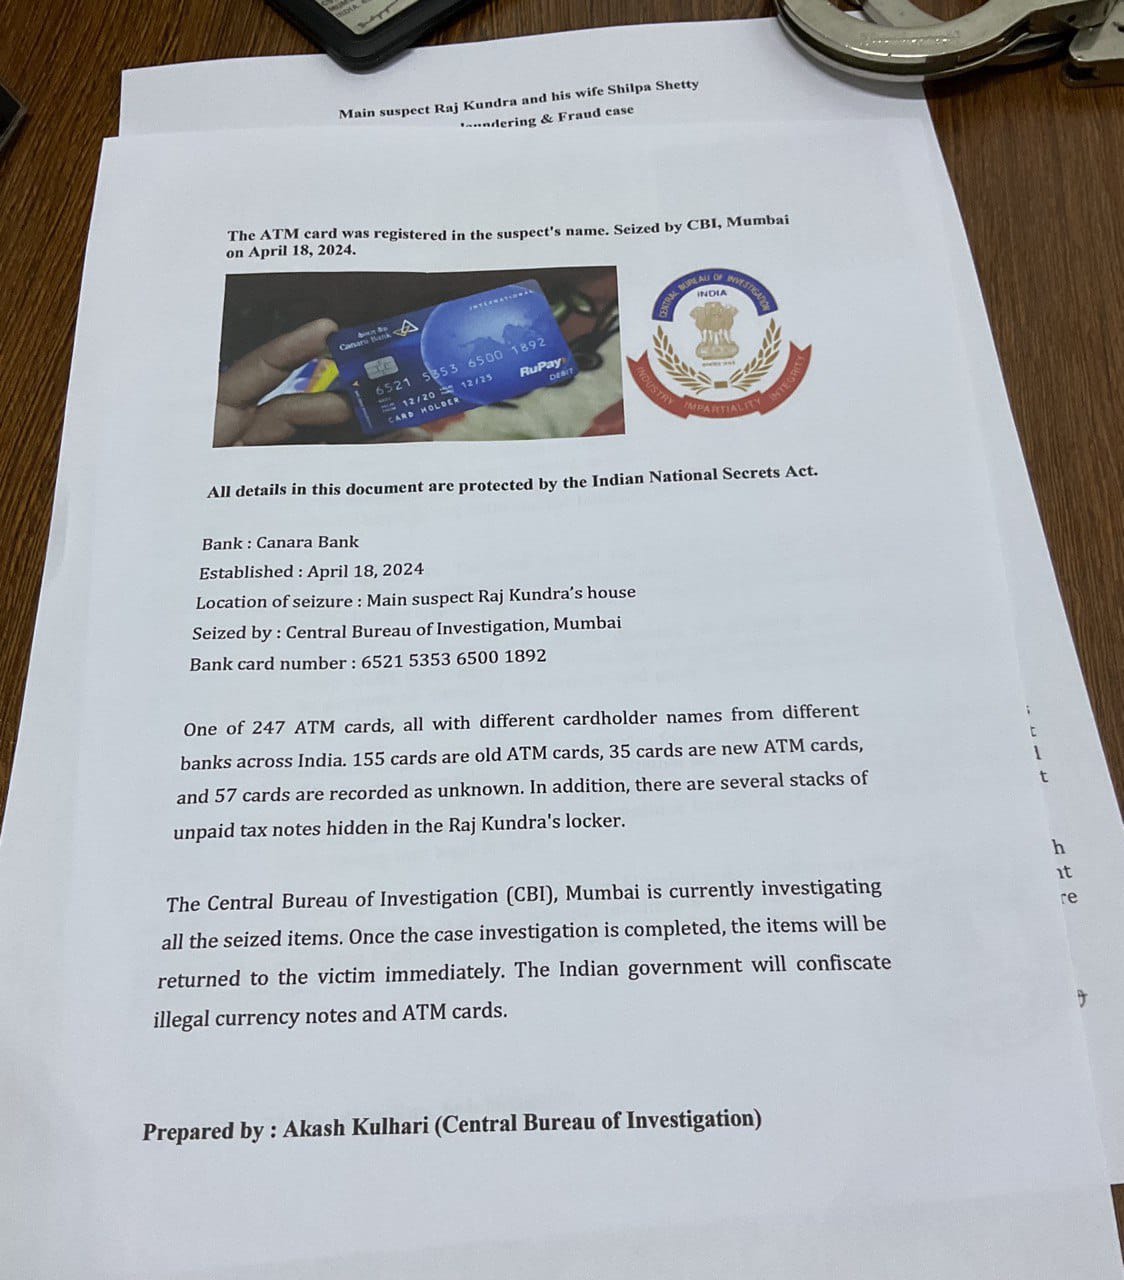 INDIA
Main suspect Raj Kundra and his wife Shilpa Shetty
& Fraud case
The ATM card was registered in the suspect's name. Seized by CBI, Mumbai
on April 18, 2024.
INTERNATIONAL
केनरा बैंक
Canara Bank
6521 5353 6500 1892
12/20 12/25
CARD HOLDER
RuPay
DEBIT
CENTRAL BUREAU OF INVESTIGATION
INDIA
सत्यमेव जयते
INDUSTRY IMPARTIALITY INTEGRITY
All details in this document are protected by the Indian National Secrets Act.
Bank : Canara Bank
Established : April 18, 2024
Location of seizure : Main suspect Raj Kundra’s house
Seized by : Central Bureau of Investigation, Mumbai
Bank card number : 6521 5353 6500 1892
One of 247 ATM cards, all with different cardholder names from different
banks across India. 155 cards are old ATM cards, 35 cards are new ATM cards,
and 57 cards are recorded as unknown. In addition, there are several stacks of
unpaid tax notes hidden in the Raj Kundra's locker.
The Central Bureau of Investigation (CBI), Mumbai is currently investigating
all the seized items. Once the case investigation is completed, the items will be
returned to the victim immediately. The Indian government will confiscate
illegal currency notes and ATM cards.
Prepared by : Akash Kulhari (Central Bureau of Investigation)